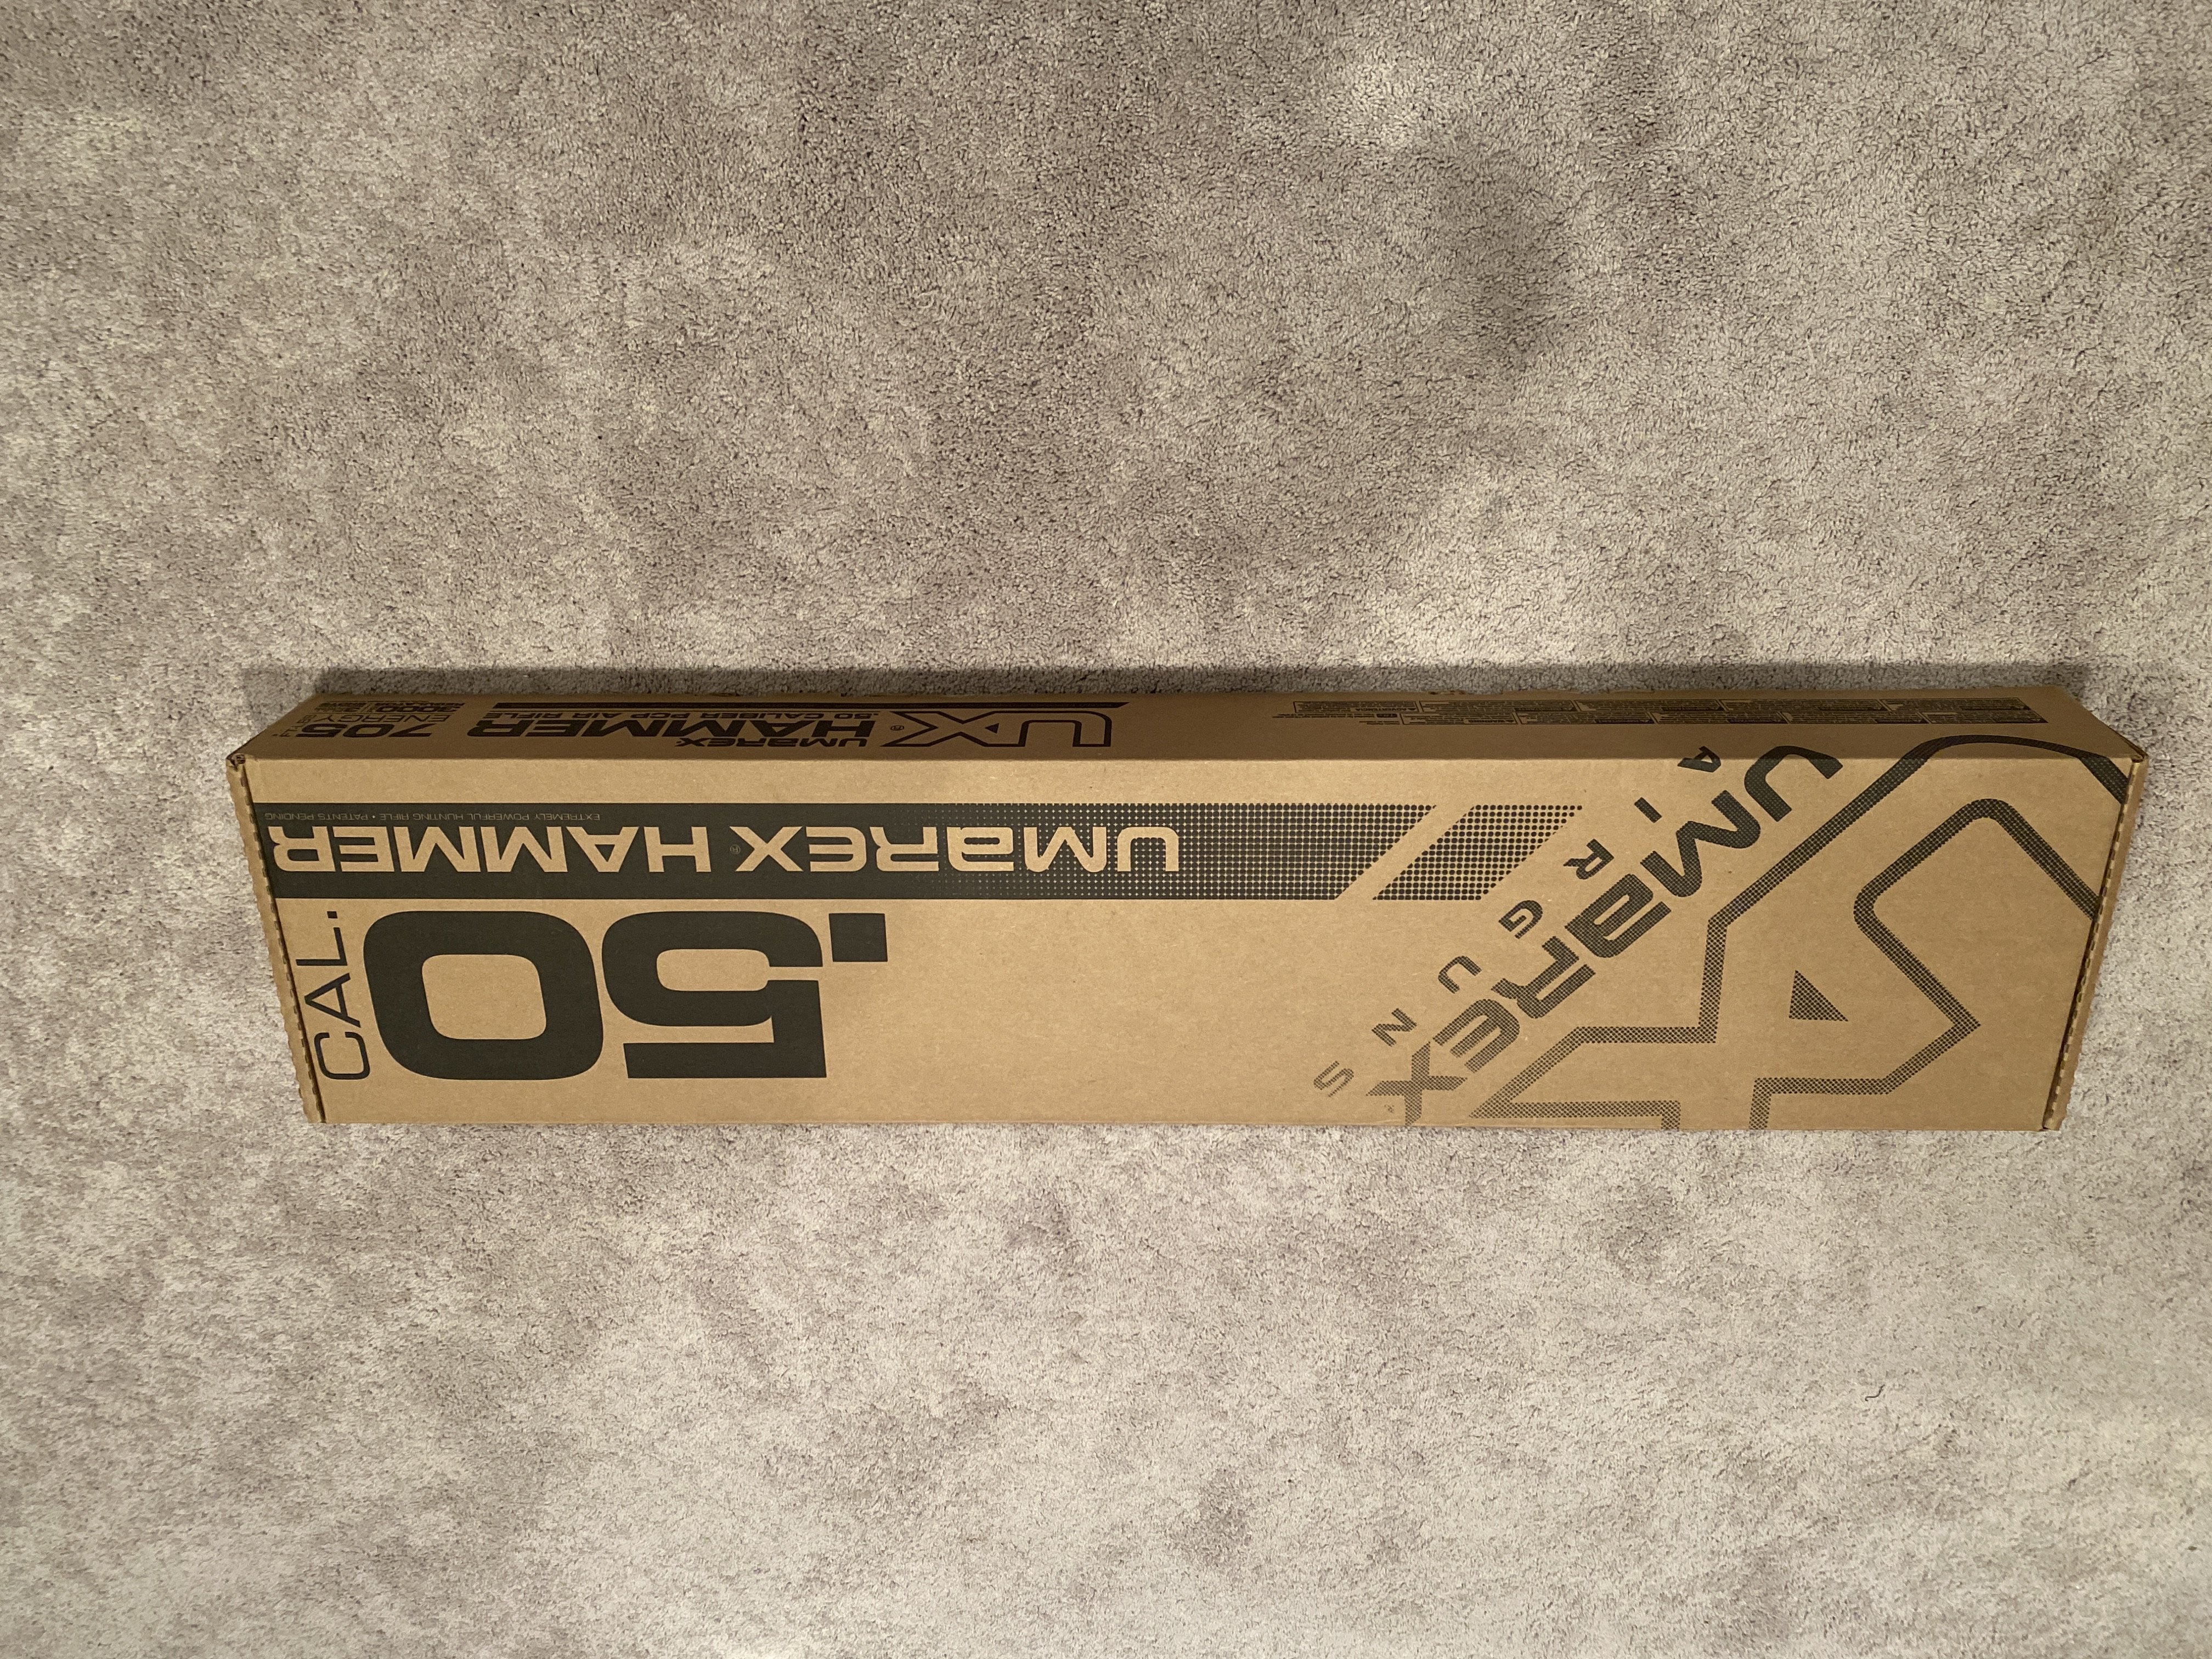 EXTREMELY POWERFUL HUNTING RIFLE • PATENTS PENDING
UMAREX® HAMMER
.50
CAL.
UMAREX
AIRGUNS
UX®
UMAREX
HAMMER
.50 CALIBER PCP AIR RIFLE
705
ENERGY
3000